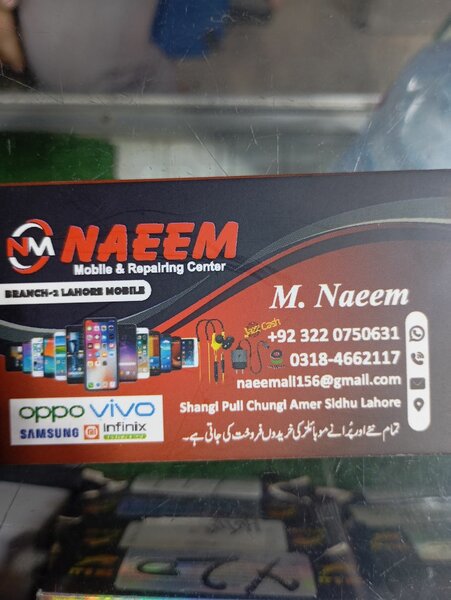 NM NAEEM
Mobile & Repairing Center
BRANCH-2 LAHORE MOBILE
M. Naeem
Jazz Cash
+92 322 0750631
0318-4662117
naeemali156@gmail.com
Shangi Pull Chungi Amer Sidhu Lahore
oppo vivo
SAMSUNG mi Infinix
تمام نئے اور پُرانے موبائلز کی خرید و فروخت کی جاتی ہے۔